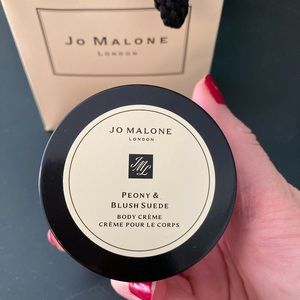 JO MALONE
LONDON
JO MALONE
LONDON
JML
PEONY &
BLUSH SUEDE
BODY CRÈME
CRÈME POUR LE CORPS